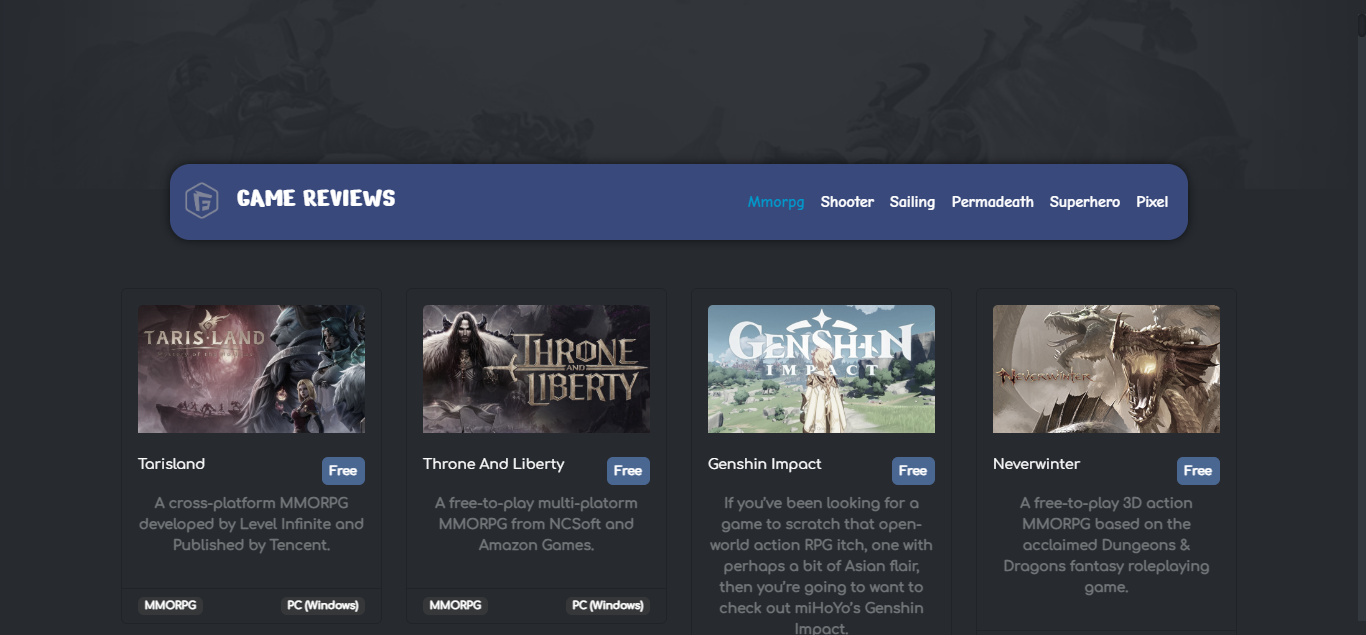 GAME REVIEWS
Mmorpg Shooter Sailing Permadeath Superhero Pixel
TARISLAND
THRONE
AND
LIBERTY
GENSHIN
IMPACT
NEVERWINTER
Tarisland
Free
A cross-platform MMORPG
developed by Level Infinite and
Published by Tencent.
MMORPG
PC (Windows)
Throne And Liberty
Free
A free-to-play multi-platorm
MMORPG from NCSoft and
Amazon Games.
MMORPG
PC (Windows)
Genshin Impact
Free
If you've been looking for a
game to scratch that open-
world action RPG itch, one with
perhaps a bit of Asian flair,
then you're going to want to
check out miHoYo's Genshin
Impact.
Neverwinter
Free
A free-to-play 3D action
MMORPG based on the
acclaimed Dungeons &
Dragons fantasy roleplaying
game.